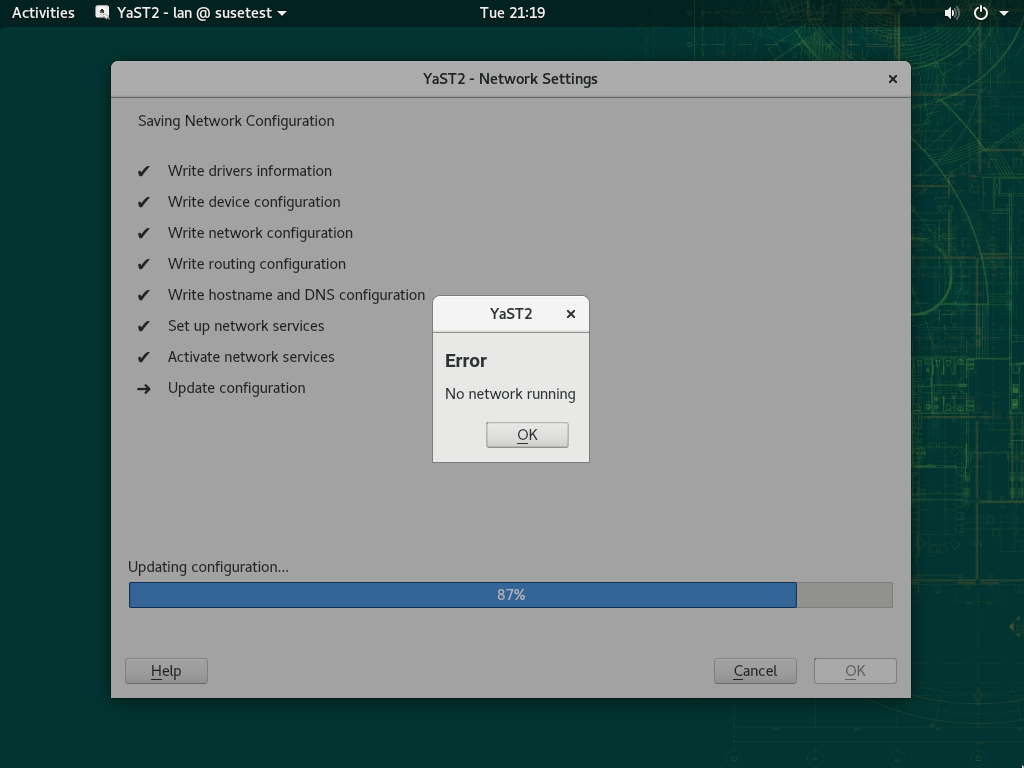 Activities YaST2 - lan @ susetest Tue 21:19
YaST2 - Network Settings
Saving Network Configuration
Write drivers information
Write device configuration
Write network configuration
Write routing configuration
Write hostname and DNS configuration
Set up network services
Activate network services
Update configuration
YaST2
Error
No network running
OK
Updating configuration...
87%
Help Cancel OK